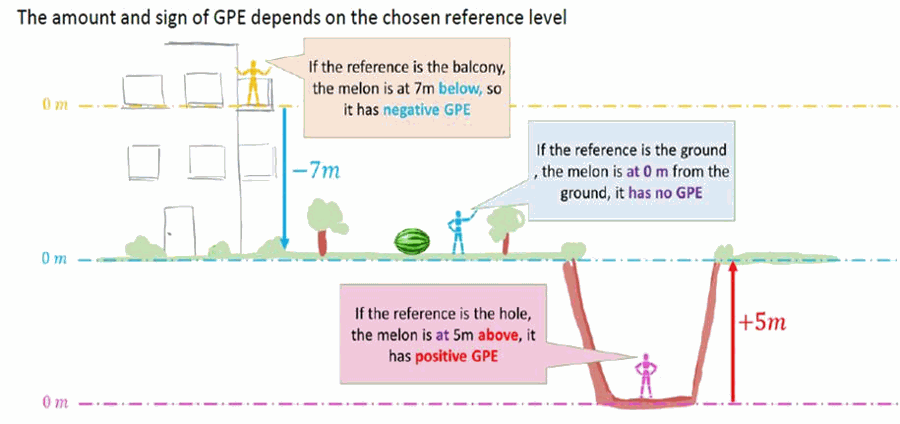 The amount and sign of GPE depends on the chosen reference level
If the reference is the balcony,
the melon is at 7m below, so
it has negative GPE
0 m
−7m
If the reference is the ground
, the melon is at 0 m from the
ground, it has no GPE
0 m
If the reference is the hole,
the melon is at 5m above, it
has positive GPE
+5m
0 m